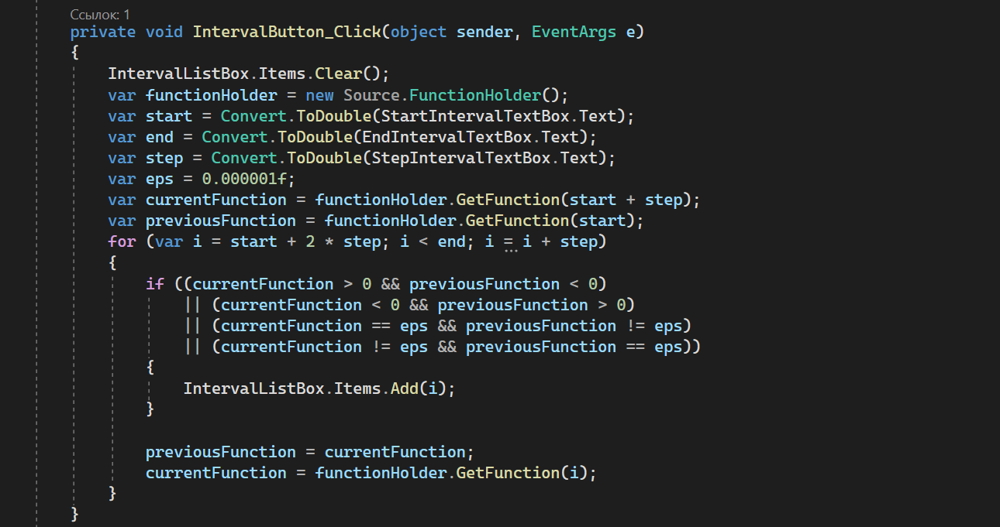 Ссылок: 1
private void IntervalButton_Click(object sender, EventArgs e)
{
IntervalListBox.Items.Clear();
var functionHolder = new Source.FunctionHolder();
var start = Convert.ToDouble(StartIntervalTextBox.Text);
var end = Convert.ToDouble(EndIntervalTextBox.Text);
var step = Convert.ToDouble(StepIntervalTextBox.Text);
var eps = 0.000001f;
var currentFunction = functionHolder.GetFunction(start + step);
var previousFunction = functionHolder.GetFunction(start);
for (var i = start + 2 * step; i < end; i = i + step)
{
if ((currentFunction > 0 && previousFunction < 0)
|| (currentFunction < 0 && previousFunction > 0)
|| (currentFunction == eps && previousFunction != eps)
|| (currentFunction != eps && previousFunction == eps))
{
IntervalListBox.Items.Add(i);
}
previousFunction = currentFunction;
currentFunction = functionHolder.GetFunction(i);
}
}